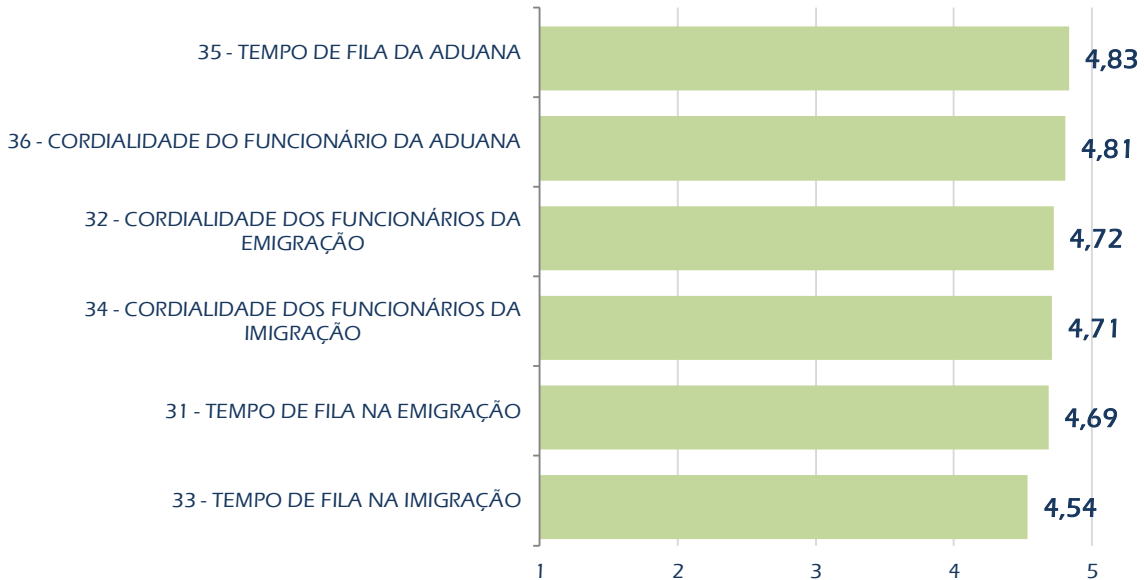 35 - TEMPO DE FILA DA ADUANA
4,83
36 - CORDIALIDADE DO FUNCIONÁRIO DA ADUANA
4,81
32 - CORDIALIDADE DOS FUNCIONÁRIOS DA
EMIGRAÇÃO
4,72
34 - CORDIALIDADE DOS FUNCIONÁRIOS DA
IMIGRAÇÃO
4,71
31 - TEMPO DE FILA NA EMIGRAÇÃO
4,69
33 - TEMPO DE FILA NA IMIGRAÇÃO
4,54
1 2 3 4 5